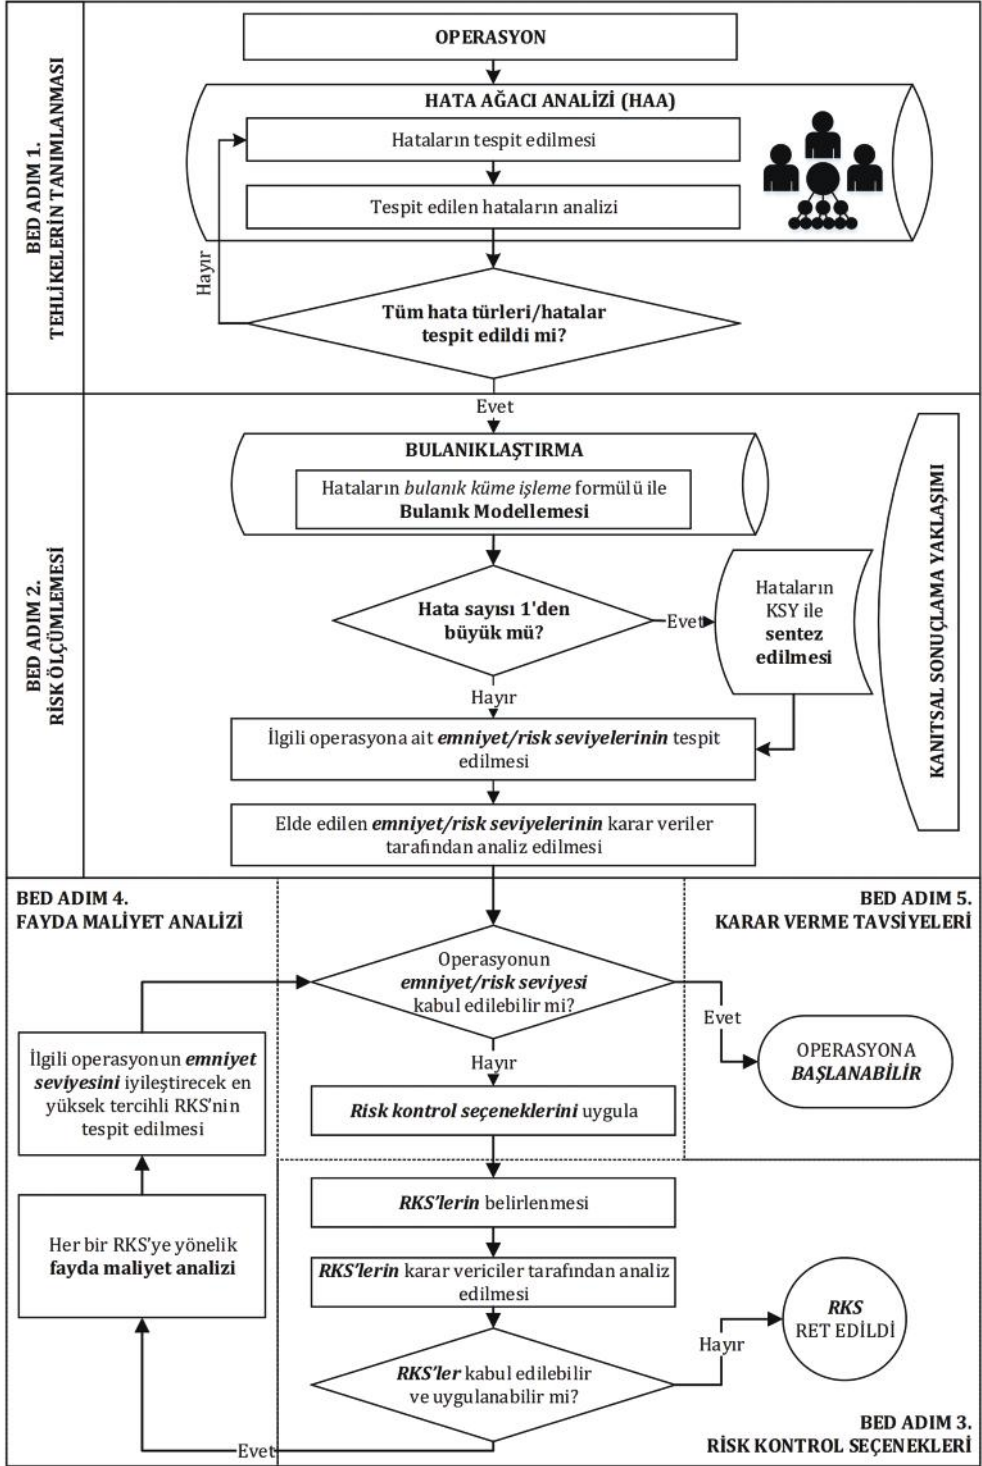 BED ADIM 1.
TEHLİKELERİN TANIMLANMASI
OPERASYON
HATA AĞACI ANALİZİ (HAA)
Hataların tespit edilmesi
Tespit edilen hataların analizi
Hayır
Tüm hata türleri/hatalar
tespit edildi mi?
BED ADIM 2.
RİSK ÖLÇÜMLEMESİ
Evet
BULANIKLAŞTIRMA
Hataların bulanık küme işleme formülü ile
Bulanık Modellemesi
Hata sayısı 1'den
büyük mü?
Evet
Hataların
KSY ile
sentez
edilmesi
KANITSAL SONUÇLAMA YAKLAŞIMI
Hayır
İlgili operasyona ait emniyet/risk seviyelerinin tespit
edilmesi
Elde edilen emniyet/risk seviyelerinin karar veriler
tarafından analiz edilmesi
BED ADIM 4.
FAYDA MALİYET ANALİZİ
BED ADIM 5.
KARAR VERME TAVSİYELERİ
Operasyonun
emniyet/risk seviyesi
kabul edilebilir mi?
Evet
OPERASYONA
BAŞLANABİLİR
Hayır
İlgili operasyonun emniyet
seviyesini iyileştirecek en
yüksek tercihli RKS'nin
tespit edilmesi
Risk kontrol seçeneklerini uygula
RKS'lerin belirlenmesi
Her bir RKS'ye yönelik
fayda maliyet analizi
RKS'lerin karar vericiler tarafından analiz
edilmesi
RKS
RET EDİLDİ
Hayır
RKS'ler kabul edilebilir
ve uygulanabilir mi?
Evet
BED ADIM 3.
RİSK KONTROL SEÇENEKLERİ